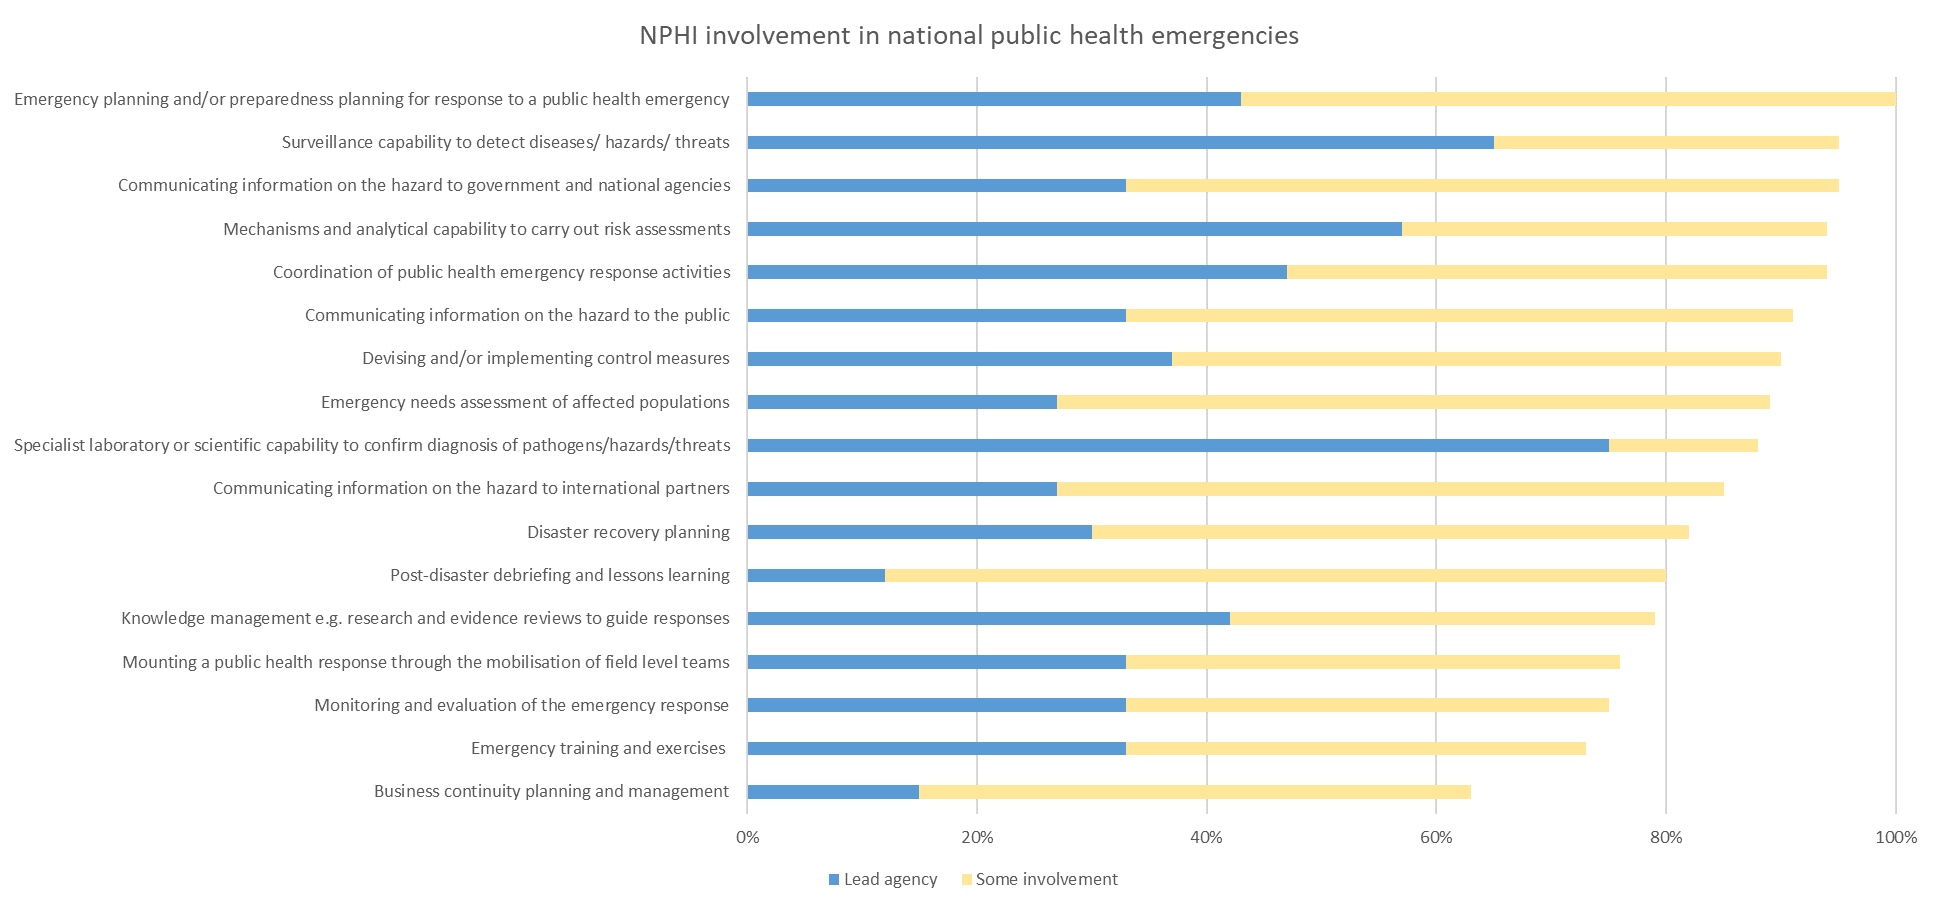 NPHI involvement in national public health emergencies
Emergency planning and/or preparedness planning for response to a public health emergency
Surveillance capability to detect diseases/ hazards/ threats
Communicating information on the hazard to government and national agencies
Mechanisms and analytical capability to carry out risk assessments
Coordination of public health emergency response activities
Communicating information on the hazard to the public
Devising and/or implementing control measures
Emergency needs assessment of affected populations
Specialist laboratory or scientific capability to confirm diagnosis of pathogens/hazards/threats
Communicating information on the hazard to international partners
Disaster recovery planning
Post-disaster debriefing and lessons learning
Knowledge management e.g. research and evidence reviews to guide responses
Mounting a public health response through the mobilisation of field level teams
Monitoring and evaluation of the emergency response
Emergency training and exercises
Business continuity planning and management
0% 20% 40% 60% 80% 100%
Lead agency Some involvement